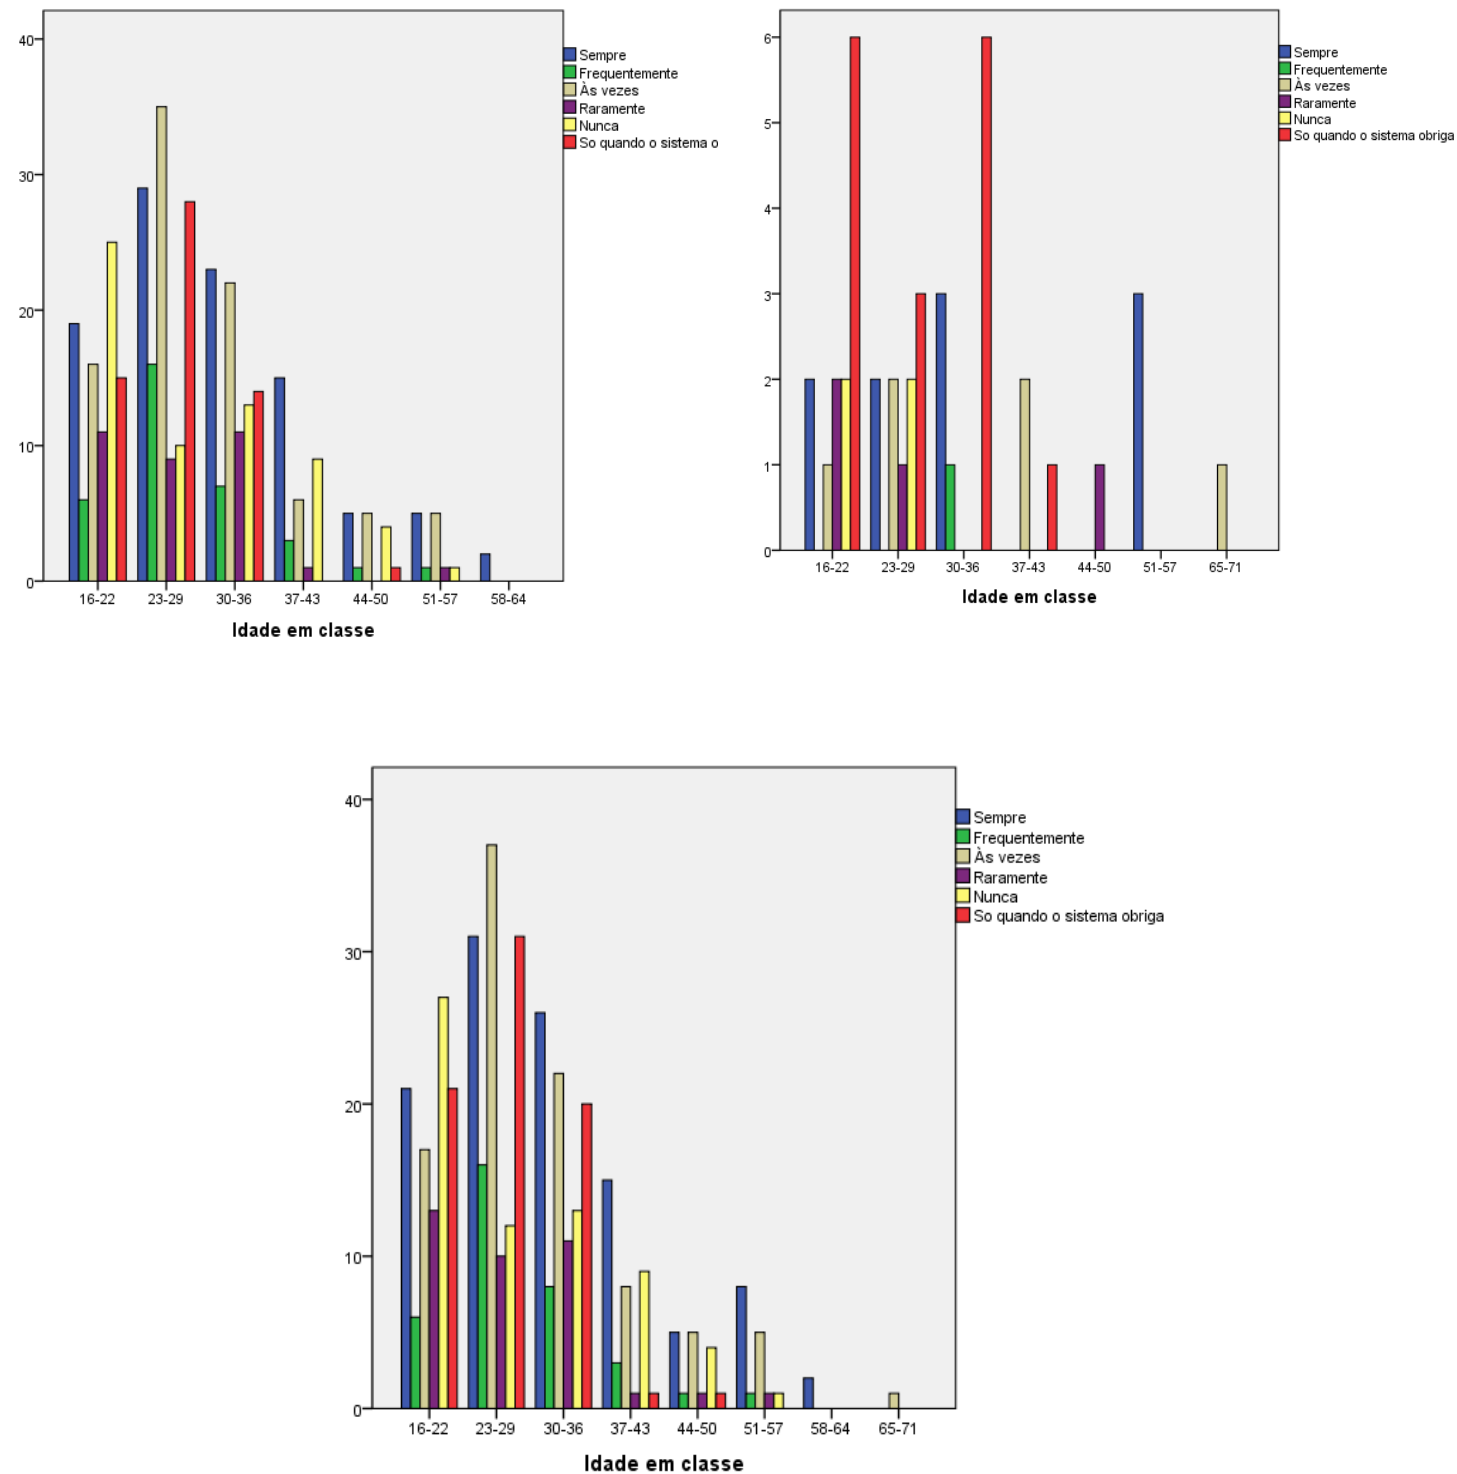 40
30
20
10
0
16-22 23-29 30-36 37-43 44-50 51-57 58-64
Idade em classe
Sempre
Frequentemente
Às vezes
Raramente
Nunca
So quando o sistema o
6
5
4
3
2
1
0
16-22 23-29 30-36 37-43 44-50 51-57 65-71
Idade em classe
Sempre
Frequentemente
Às vezes
Raramente
Nunca
So quando o sistema obriga
40
30
20
10
0
16-22 23-29 30-36 37-43 44-50 51-57 58-64 65-71
Idade em classe
Sempre
Frequentemente
Às vezes
Raramente
Nunca
So quando o sistema obriga